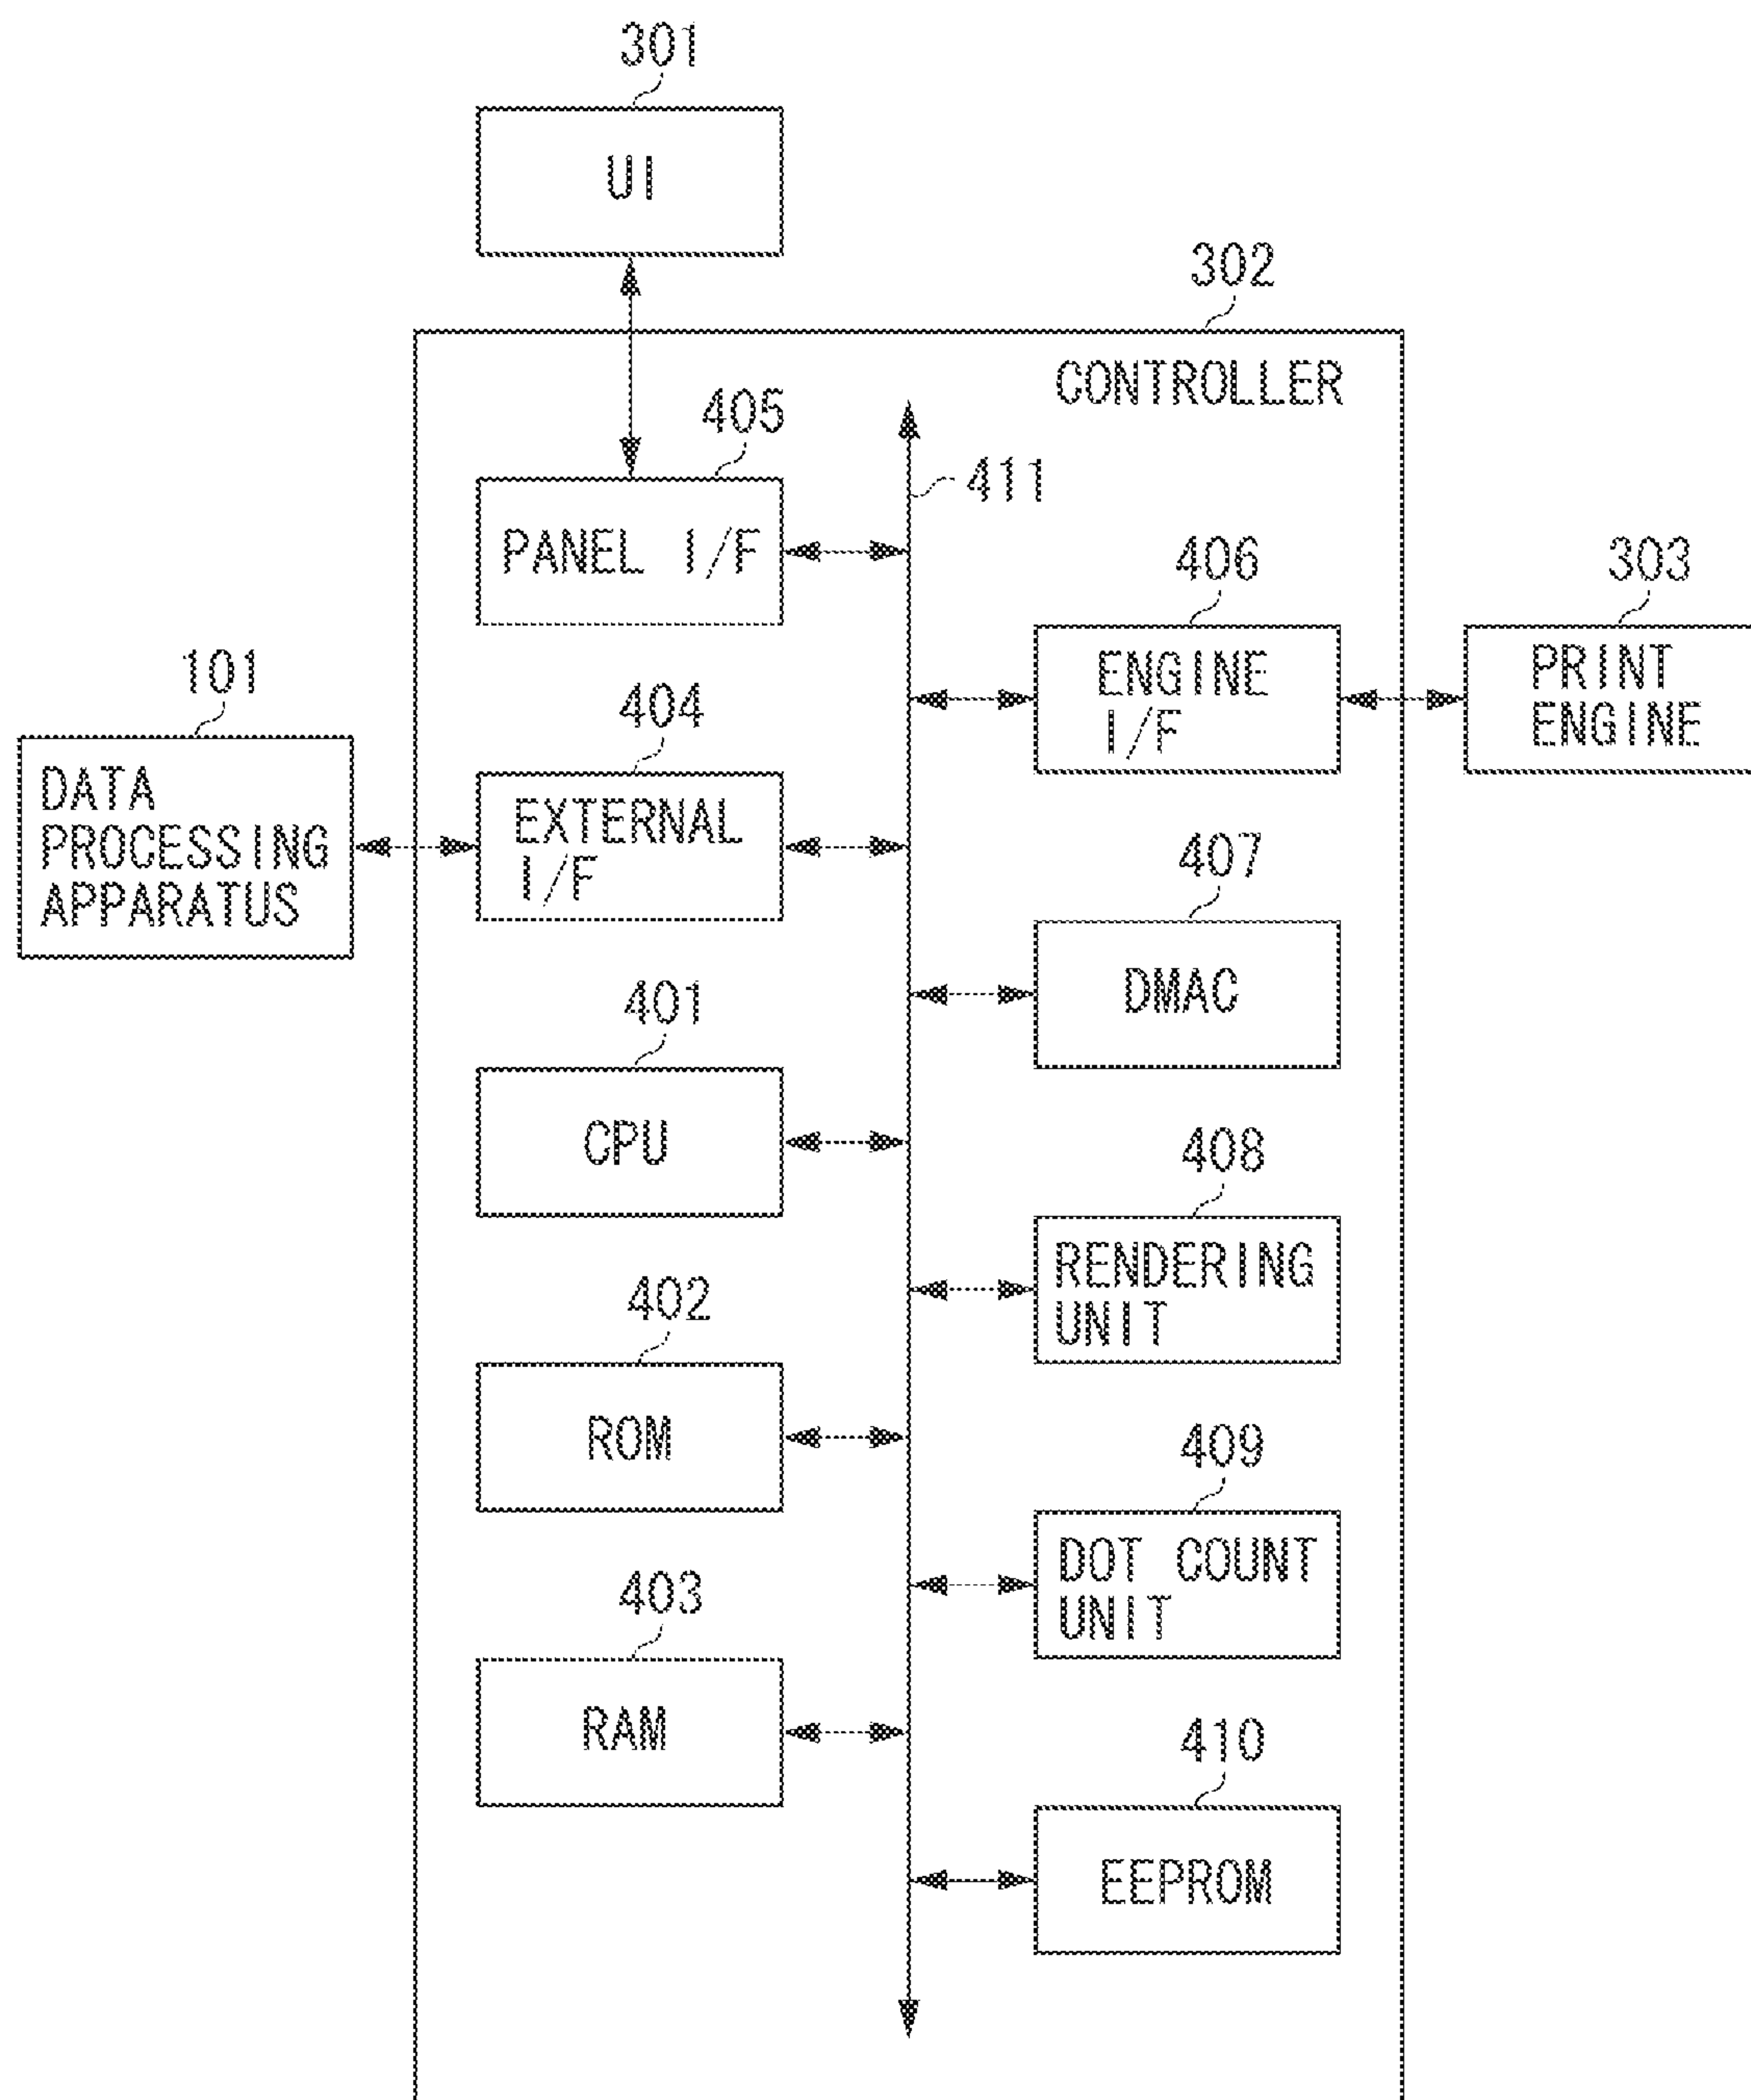 301
UI
302
CONTROLLER
405
411
PANEL I/F
406
303
ENGINE
I/F
PRINT
ENGINE
101
404
DATA
PROCESSING
APPARATUS
EXTERNAL
I/F
407
DMAC
401
CPU
408
RENDERING
UNIT
402
ROM
409
DOT COUNT
UNIT
403
RAM
410
EEPROM